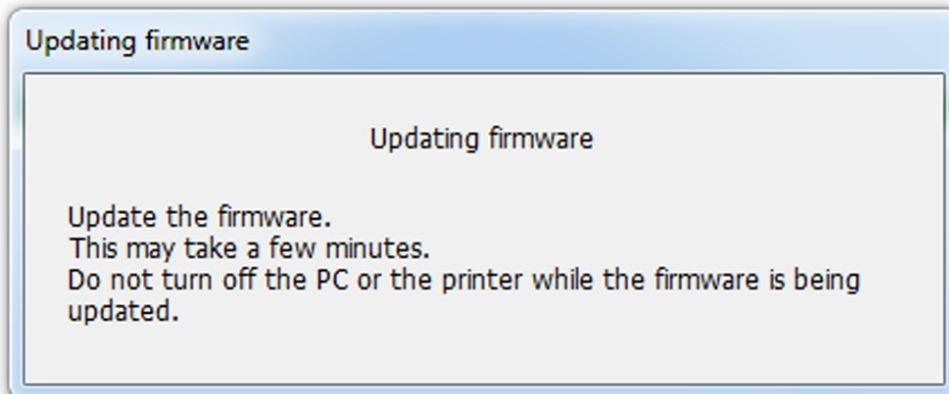 Updating firmware
Updating firmware
Update the firmware.
This may take a few minutes.
Do not turn off the PC or the printer while the firmware is being
updated.